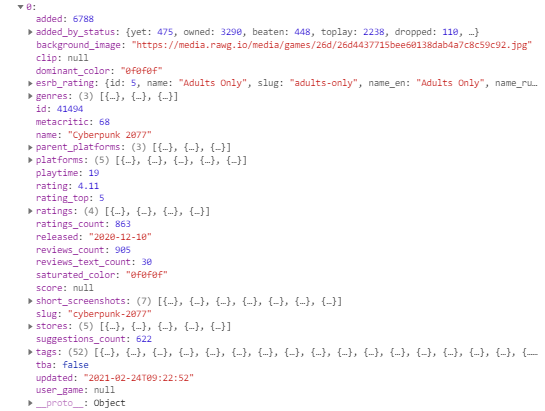 ▼ 0:
added: 6788
▶ added_by_status: {yet: 475, owned: 3290, beaten: 448, toplay: 2238, dropped: 110, …}
background_image: "https://media.rawg.io/media/games/26d/26d4437715bee60138dab4a7c8c59c92.jpg"
clip: null
dominant_color: "0f0f0f"
▶ esrb_rating: {id: 5, name: "Adults Only", slug: "adults-only", name_en: "Adults Only", name_ru…
▶ genres: (3) [{…}, {…}, {…}]
id: 41494
metacritic: 68
name: "Cyberpunk 2077"
▶ parent_platforms: (3) [{…}, {…}, {…}]
▶ platforms: (5) [{…}, {…}, {…}, {…}, {…}]
playtime: 19
rating: 4.11
rating_top: 5
▶ ratings: (4) [{…}, {…}, {…}, {…}]
ratings_count: 863
released: "2020-12-10"
reviews_count: 905
reviews_text_count: 30
saturated_color: "0f0f0f"
score: null
▶ short_screenshots: (7) [{…}, {…}, {…}, {…}, {…}, {…}, {…}]
slug: "cyberpunk-2077"
▶ stores: (5) [{…}, {…}, {…}, {…}, {…}]
suggestions_count: 622
▶ tags: (52) [{…}, {…}, {…}, {…}, {…}, {…}, {…}, {…}, {…}, {…}, {…}, {…}, {…}, {…}, {…}, {…}, {……
tba: false
updated: "2021-02-24T09:22:52"
user_game: null
▶ __proto__: Object